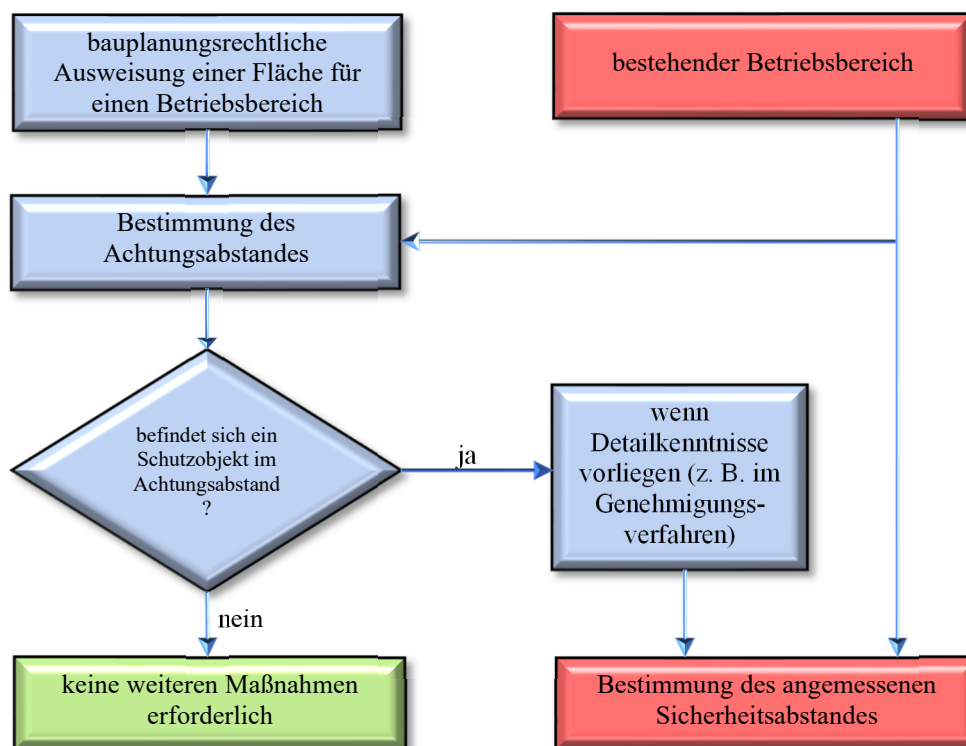 bauplanungsrechtliche
Ausweisung einer Fläche für
einen Betriebsbereich
bestehender Betriebsbereich
Bestimmung des
Achtungsabstandes
befindet sich ein
Schutzobjekt im
Achtungsabstand
?
ja
wenn
Detailkenntnisse
vorliegen (z. B. im
Genehmigungs-
verfahren)
nein
keine weiteren Maßnahmen
erforderlich
Bestimmung des angemessenen
Sicherheitsabstandes